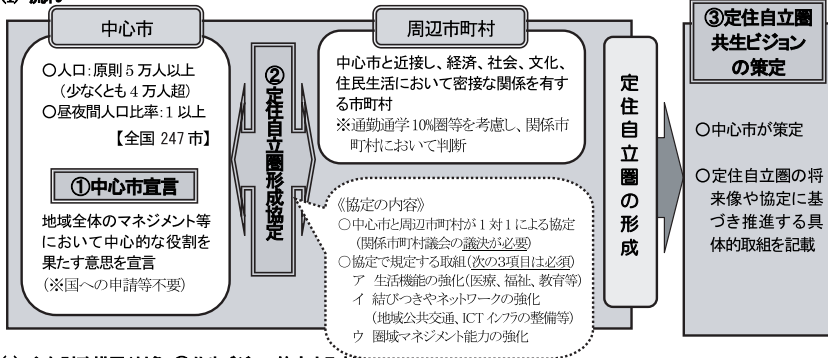 中心市
○人口:原則5万人以上
(少なくとも4万人超)
○昼夜間人口比率:1以上
【全国 247市】
①中心市宣言
地域全体のマネジメント等
において中心的な役割を
果たす意思を宣言
(※国への申請等不要)
②定住自立圏形成協定
周辺市町村
中心市と近接し、経済、社会、文化、
住民生活において密接な関係を有す
る市町村
※通勤通学10%圏等を考慮し、関係市
町村において判断
《協定の内容》
○中心市と周辺市町村が1対1による協定
(関係市町村議会の議決が必要)
○協定で規定する取組(次の3項目は必須)
ア 生活機能の強化(医療、福祉、教育等)
イ 結びつきやネットワークの強化
(地域公共交通、ICTインフラの整備等)
ウ 圏域マネジメント能力の強化
定住自立圏の形成
③定住自立圏
共生ビジョン
の策定
○中心市が策定
○定住自立圏の将
来像や協定に基
づき推進する具
体的取組を記載